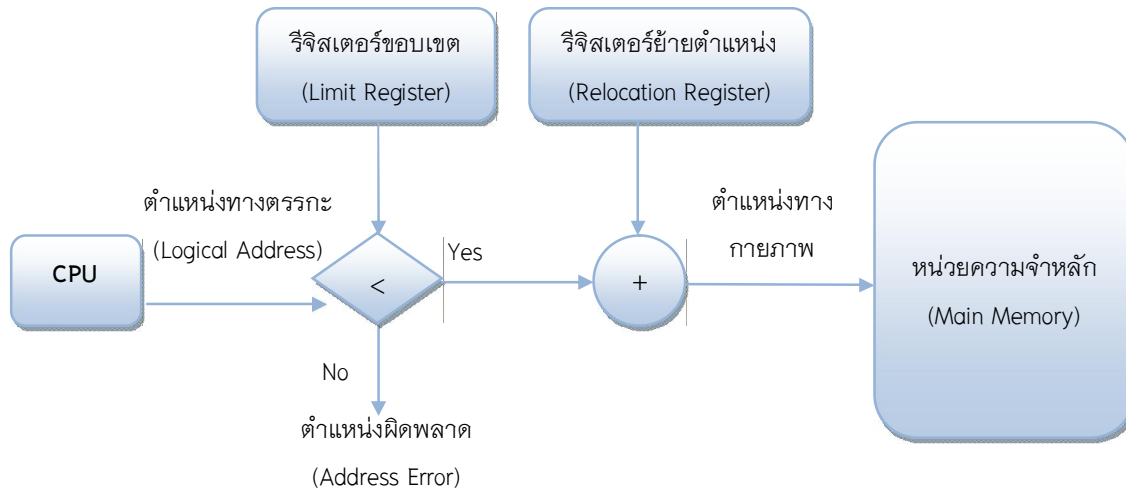 รีจิสเตอร์ขอบเขต
(Limit Register)
รีจิสเตอร์ย้ายตำแหน่ง
(Relocation Register)
ตำแหน่งทางตรรกะ
(Logical Address)
CPU
<
Yes
No
ตำแหน่งผิดพลาด
(Address Error)
+
ตำแหน่งทาง
กายภาพ
หน่วยความจำหลัก
(Main Memory)